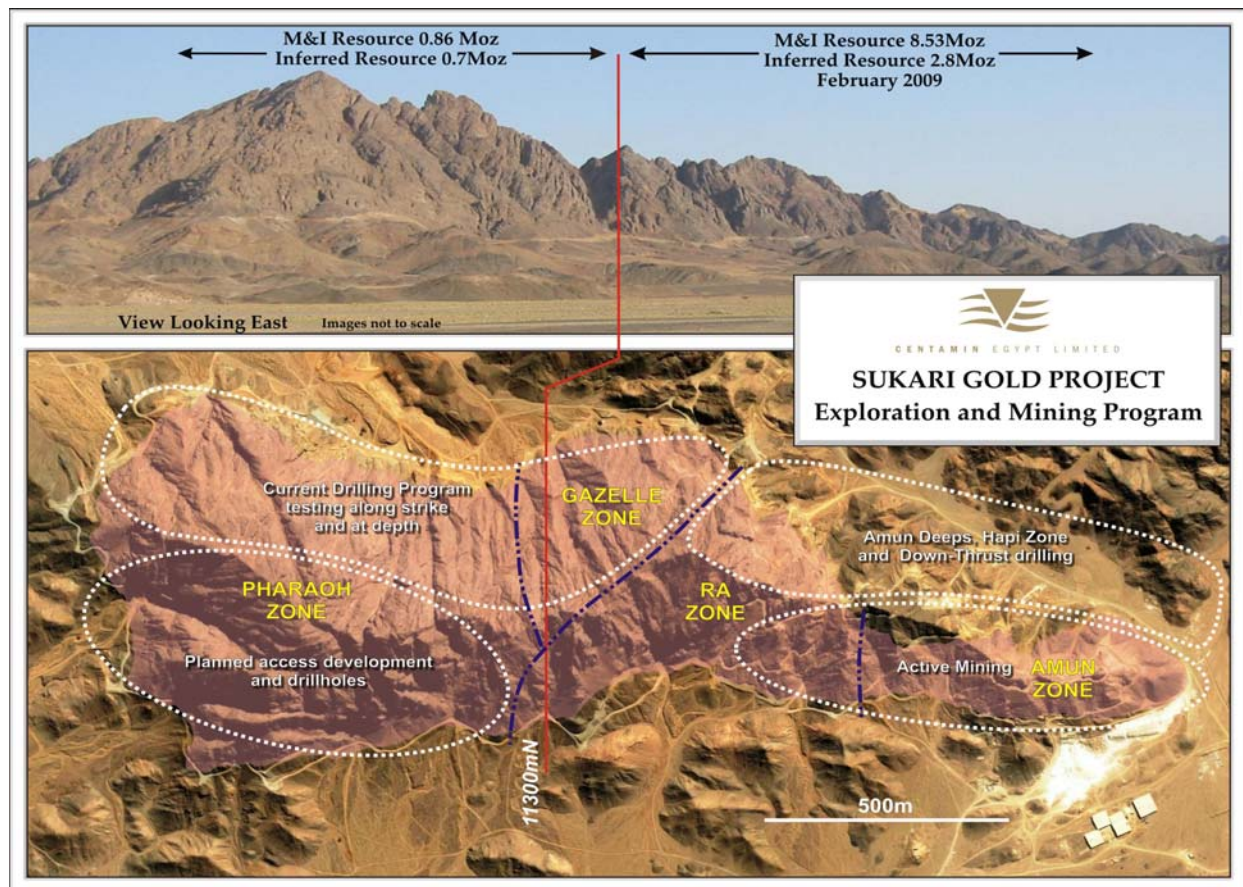 M&I Resource 0.86 Moz
Inferred Resource 0.7Moz
M&I Resource 8.53Moz
Inferred Resource 2.8Moz
February 2009
View Looking East
Images not to scale
CENTAMIN EGYPT LIMITED
SUKARI GOLD PROJECT
Exploration and Mining Program
Current Drilling Program
testing along strike
and at depth
GAZELLE
ZONE
Amun Deeps, Hapi Zone
and Down-Thrust drilling
PHARAOH
ZONE
RA
ZONE
Planned access development
and drillholes
Active Mining
AMUN
ZONE
11300mN
500m